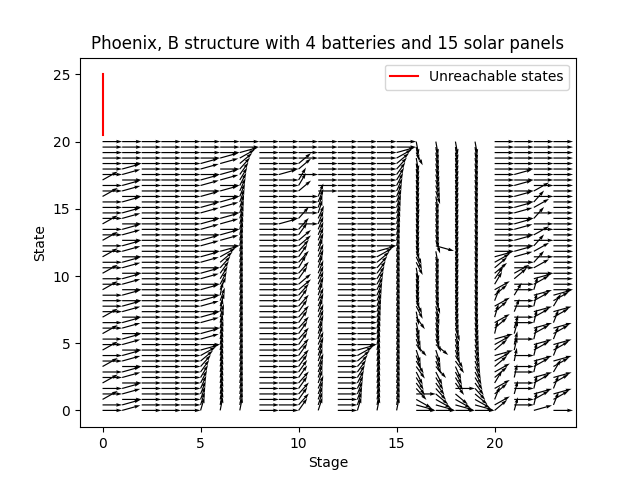 Phoenix, B structure with 4 batteries and 15 solar panels
Unreachable states
25
20
15
10
5
0
State
0 5 10 15 20
Stage